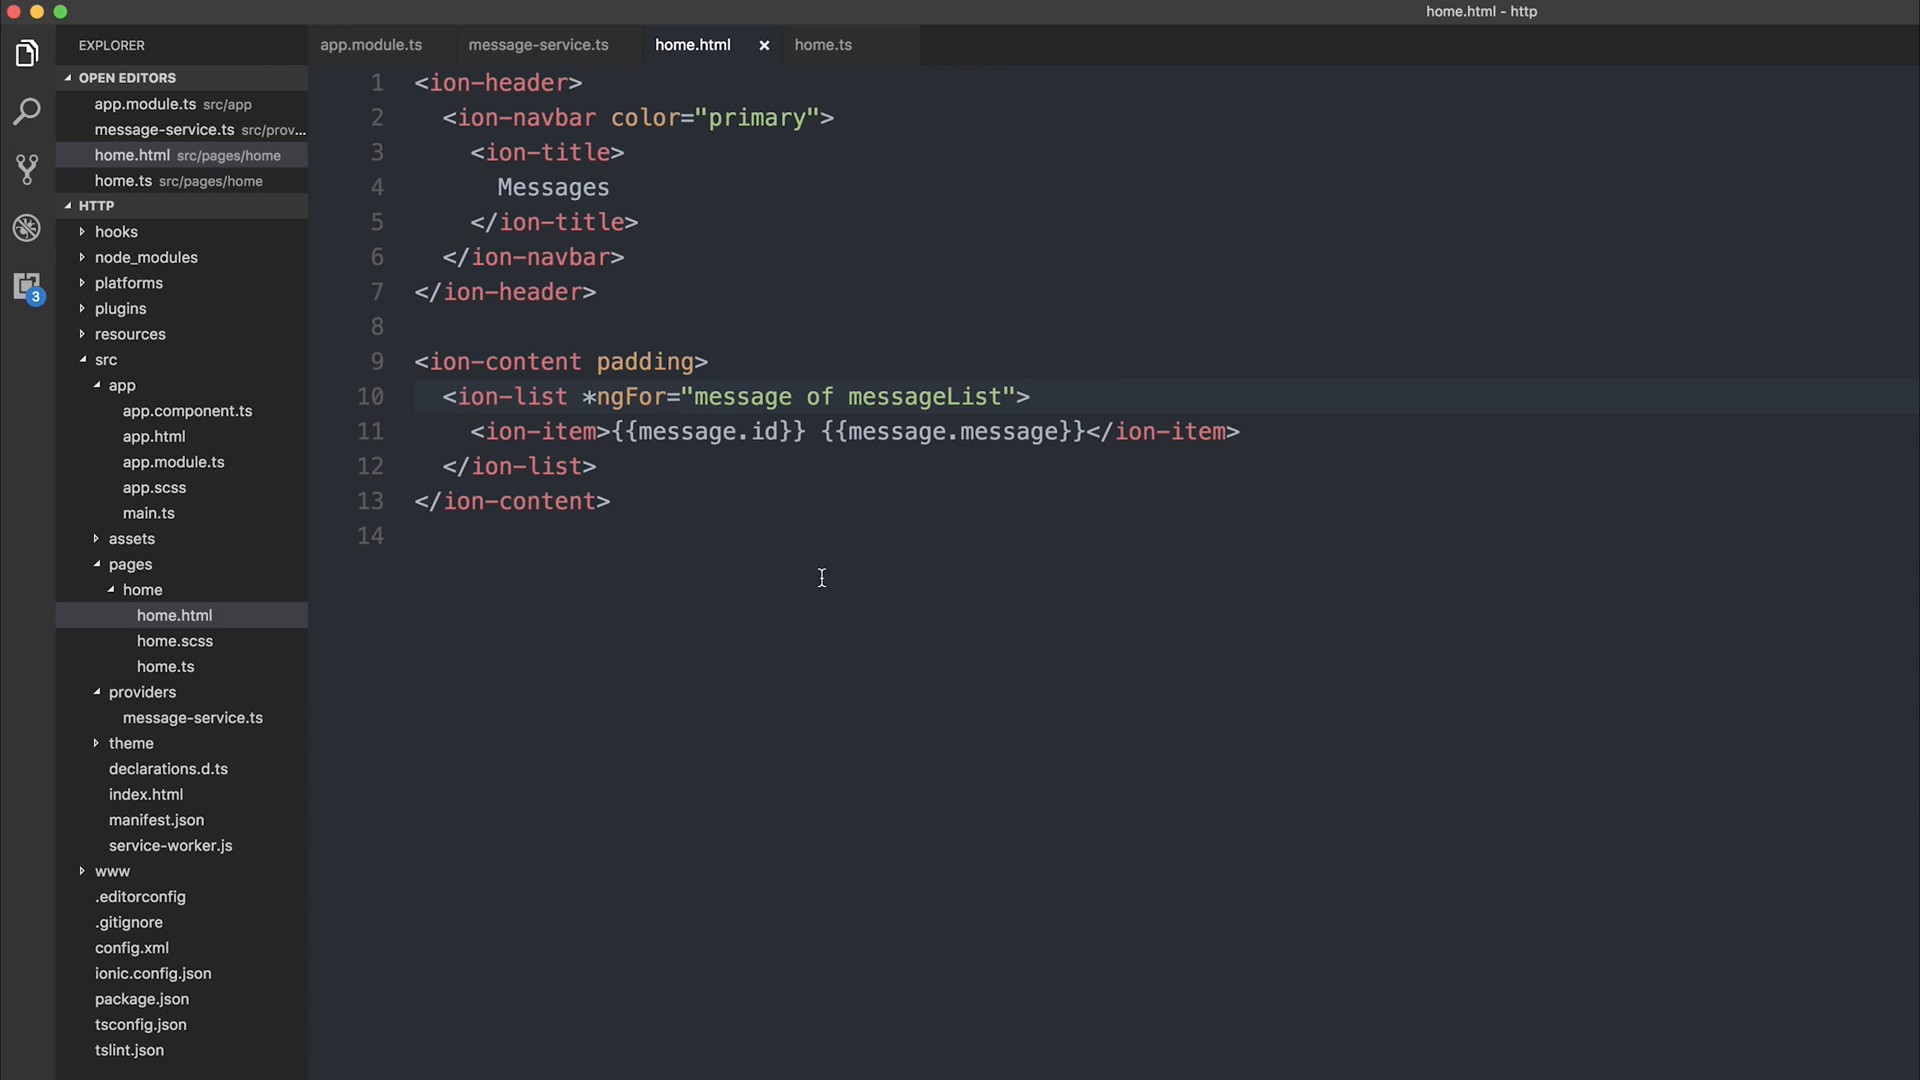 home.html - http
EXPLORER
OPEN EDITORS
app.module.ts src/app
message-service.ts src/prov...
home.html src/pages/home
home.ts src/pages/home
HTTP
hooks
node_modules
platforms
plugins
resources
src
app
app.component.ts
app.html
app.module.ts
app.scss
main.ts
assets
pages
home
home.html
home.scss
home.ts
providers
message-service.ts
theme
declarations.d.ts
index.html
manifest.json
service-worker.js
www
.editorconfig
.gitignore
config.xml
ionic.config.json
package.json
tsconfig.json
tslint.json
3
app.module.ts message-service.ts home.html × home.ts
1 <ion-header>
2 <ion-navbar color="primary">
3 <ion-title>
4 Messages
5 </ion-title>
6 </ion-navbar>
7 </ion-header>
8
9 <ion-content padding>
10 <ion-list *ngFor="message of messageList">
11 <ion-item>{{message.id}} {{message.message}}</ion-item>
12 </ion-list>
13 </ion-content>
14